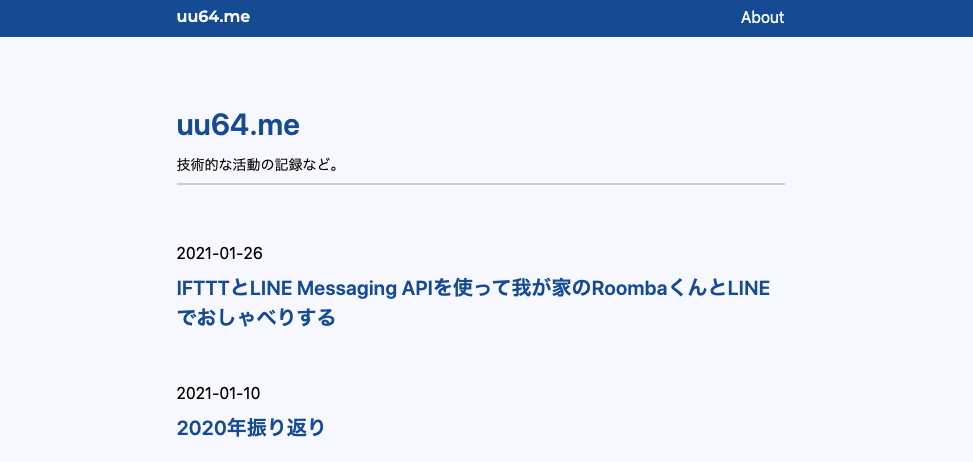 uu64.me
About
uu64.me
技術的な活動の記録など。
2021-01-26
IFTTTとLINE Messaging APIを使って我が家のRoombaくんとLINE
でおしゃべりする
2021-01-10
2020年振り返り